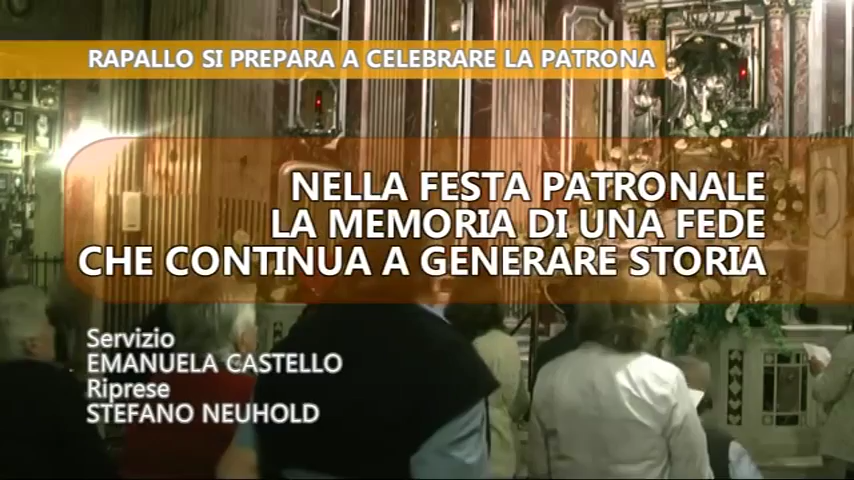 RAPALLO SI PREPARA A CELEBRARE LA PATRONA
NELLA FESTA PATRONALE
LA MEMORIA DI UNA FEDE
CHE CONTINUA A GENERARE STORIA
Servizio
EMANUELA CASTELLO
Riprese
STEFANO NEUHOLD